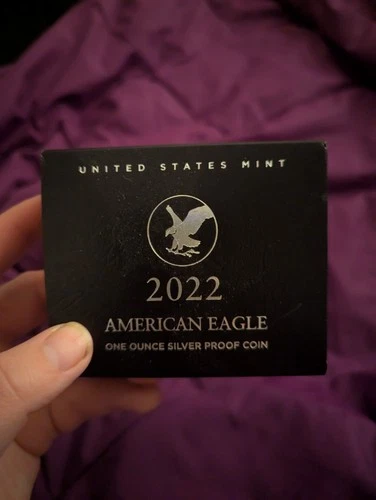 UNITED STATES MINT
2022
AMERICAN EAGLE
ONE OUNCE SILVER PROOF COIN